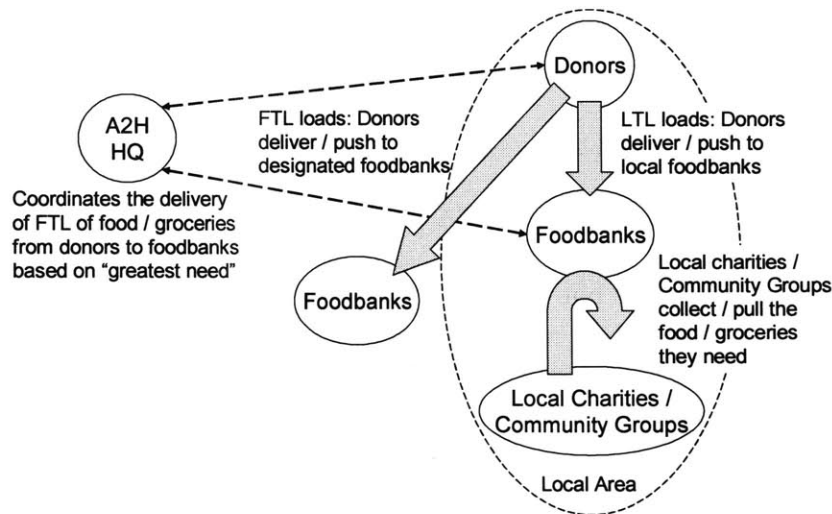 Donors
A2H
HQ
FTL loads: Donors
deliver / push to
designated foodbanks
LTL loads: Donors
deliver / push to
local foodbanks
Coordinates the delivery
of FTL of food / groceries
from donors to foodbanks
based on “greatest need”
Foodbanks
Foodbanks
Local charities /
Community Groups
collect / pull the
food / groceries
they need
Local Charities /
Community Groups
Local Area